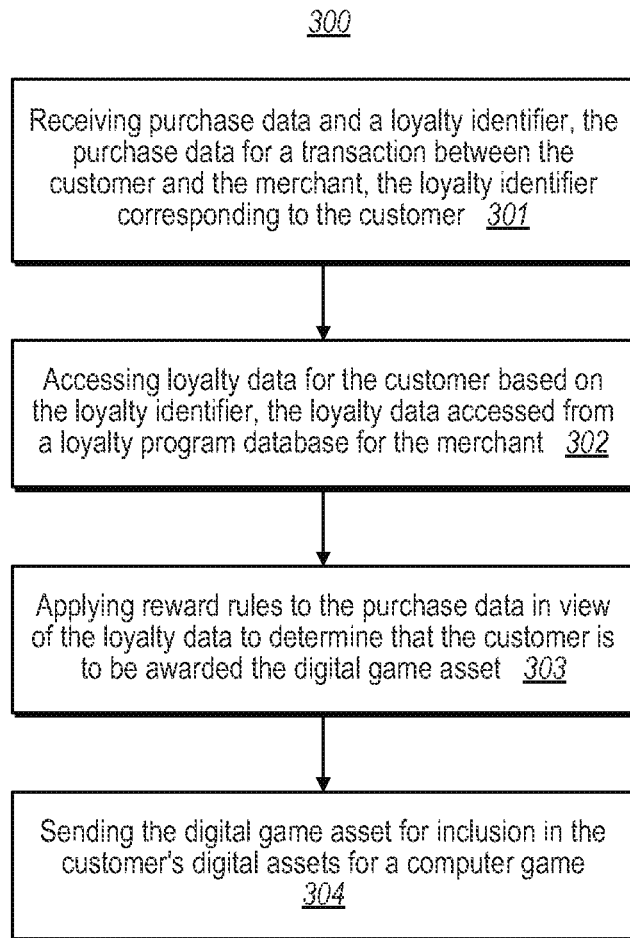 300
Receiving purchase data and a loyalty identifier, the
purchase data for a transaction between the
customer and the merchant, the loyalty identifier
corresponding to the customer 301
Accessing loyalty data for the customer based on
the loyalty identifier, the loyalty data accessed from
a loyalty program database for the merchant 302
Applying reward rules to the purchase data in view
of the loyalty data to determine that the customer is
to be awarded the digital game asset 303
Sending the digital game asset for inclusion in the
customer's digital assets for a computer game
304